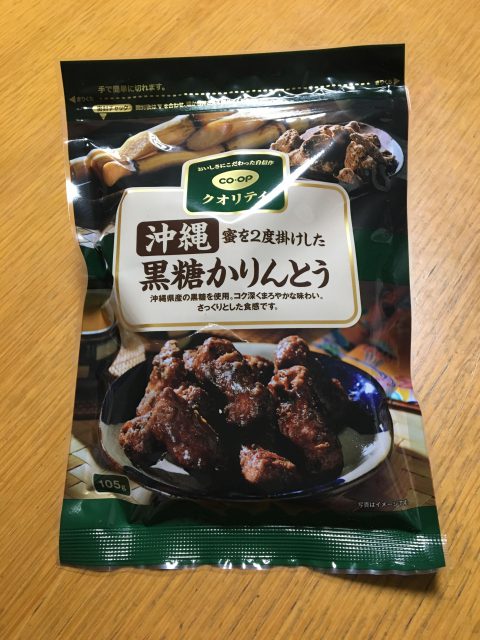 手で簡単に切れます。
おいしさにこだわった自信作
CO·OP
クオリティ
沖縄 蜜を2度掛けした
黒糖かりんとう
沖縄県産の黒糖を使用。コク深くまろやかな味わい。
さっくりとした食感です。
105g
写真はイメージです